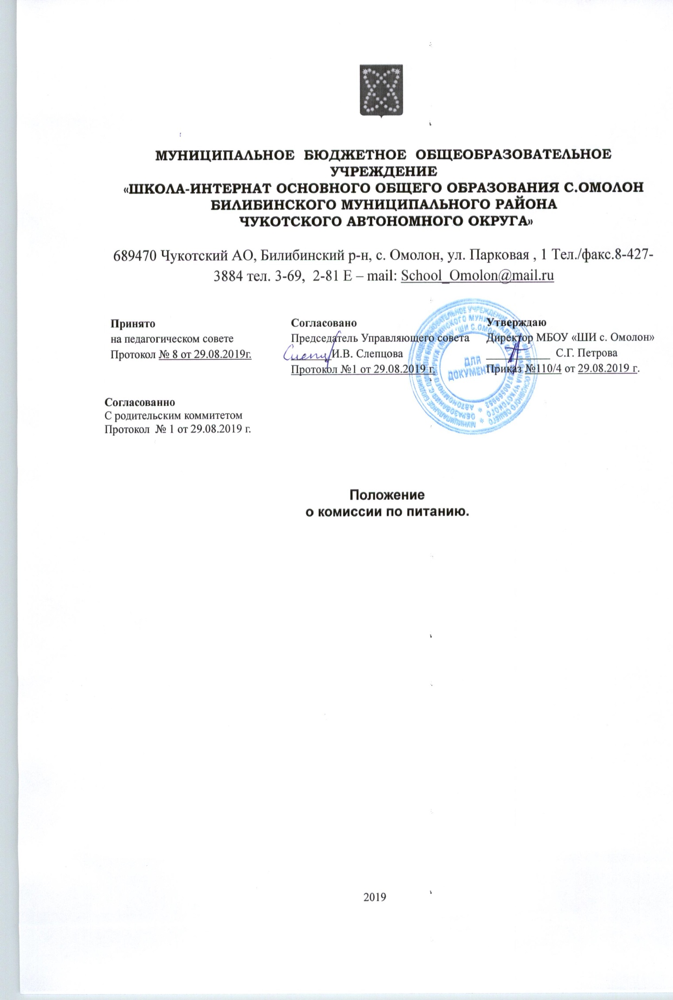 МУНИЦИПАЛЬНОЕ БЮДЖЕТНОЕ ОБЩЕОБРАЗОВАТЕЛЬНОЕ
УЧРЕЖДЕНИЕ
«ШКОЛА-ИНТЕРНАТ ОСНОВНОГО ОБЩЕГО ОБРАЗОВАНИЯ С.ОМОЛОН
БИЛИБИНСКОГО МУНИЦИПАЛЬНОГО РАЙОНА
ЧУКОТСКОГО АВТОНОМНОГО ОКРУГА»
689470 Чукотский АО, Билибинский р-н, с. Омолон, ул. Парковая , 1 Тел./факс.8-427-
3884 тел. 3-69, 2-81 E – mail: School_Omolon@mail.ru
Принято
на педагогическом совете
Протокол № 8 от 29.08.2019г.
Согласовано
Председатель Управляющего совета
И.В. Слепцова
Протокол №1 от 29.08.2019 г.
Утверждаю
Директор МБОУ «ШИ с. Омолон»
С.Г. Петрова
Приказ №110/4 от 29.08.2019 г.
ДЛЯ
Согласованно
С родительским коммитетом
Протокол № 1 от 29.08.2019 г.
Положение
о комиссии по питанию.
2019